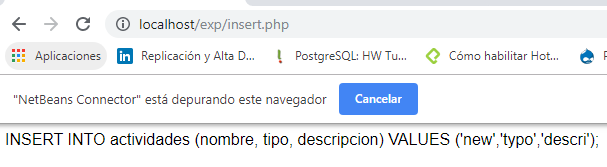 localhost/exp/insert.php
Aplicaciones Replicación y Alta D... PostgreSQL: HW Tu... Cómo habilitar Hot...
"NetBeans Connector" está depurando este navegador Cancelar
INSERT INTO actividades (nombre, tipo, descripcion) VALUES ('new','typo','descri');